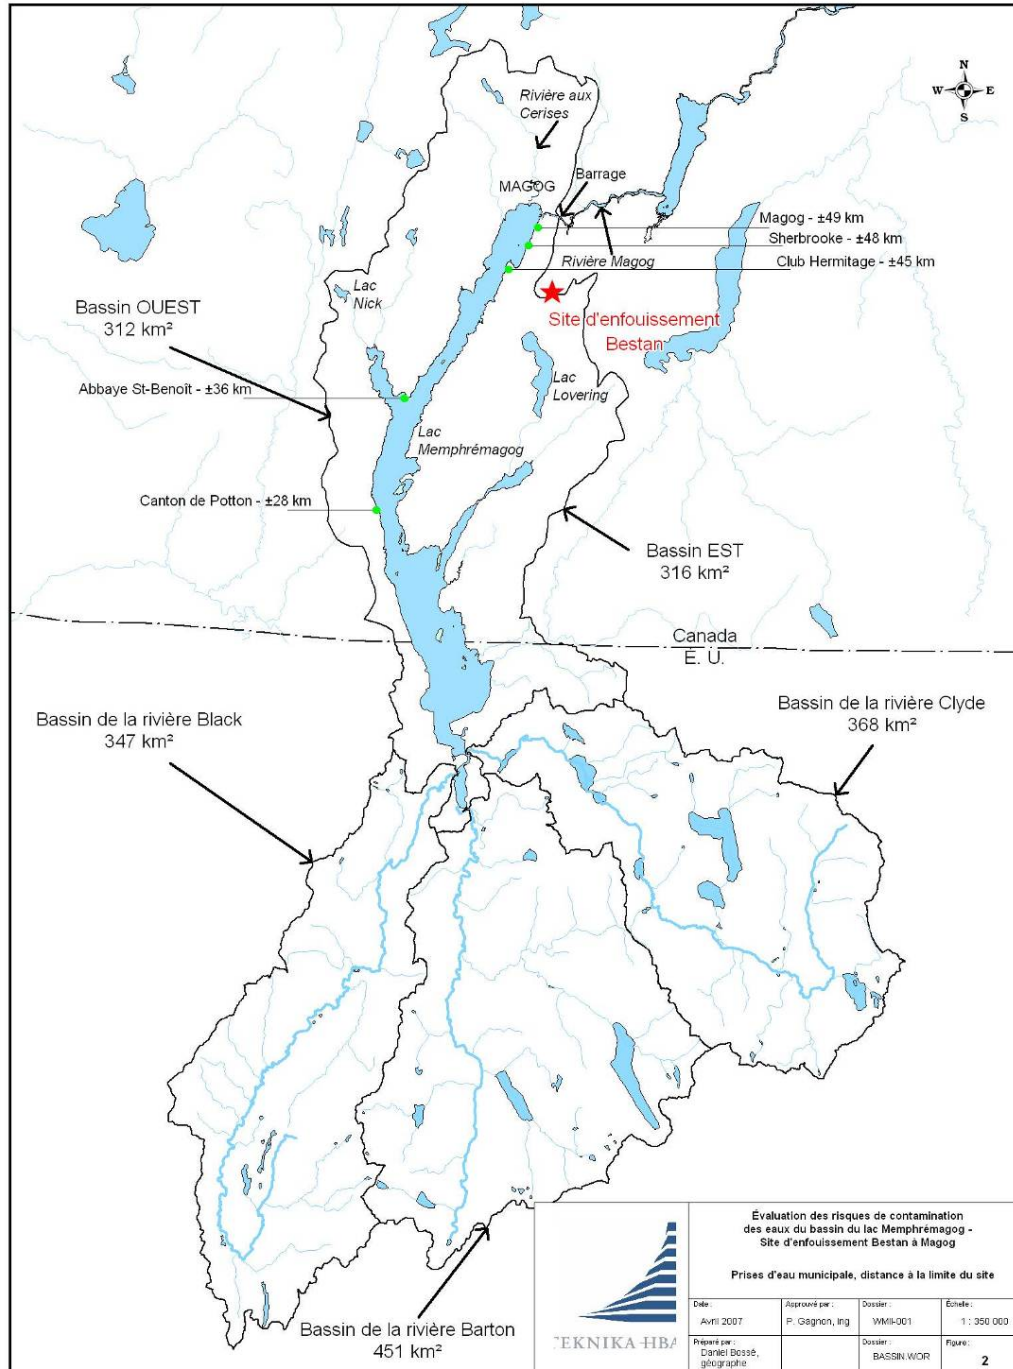 Rivière aux
Cerises
N
W E
S
MAGOG
Barrage
Magog - ±49 km
Sherbrooke - ±48 km
Rivière Magog
Club Hermitage - ±45 km
Lac
Nick
Bassin OUEST
312 km²
Site d'enfouissement
Bestan
Abbaye St-Benoît - ±36 km
Lac
Lovering
Lac
Memphrémagog
Canton de Potton - ±28 km
Bassin EST
316 km²
Canada
E. U.
Bassin de la rivière Black
347 km²
Bassin de la rivière Clyde
368 km²
Bassin de la rivière Barton
451 km²
TEKNIKA HBA
Évaluation des risques de contamination
des eaux du bassin du lac Memphrémagog -
Site d'enfouissement Bestan à Magog
Prises d'eau municipale, distance à la limite du site
Date : Approuvé par : Dossier : Échelle :
Avril 2007 P. Gagnon, ing WMII-001 1 : 350 000
Préparé par : Dossier : Figure :
Daniel Bossé,
géographe BASSIN.WOR 2